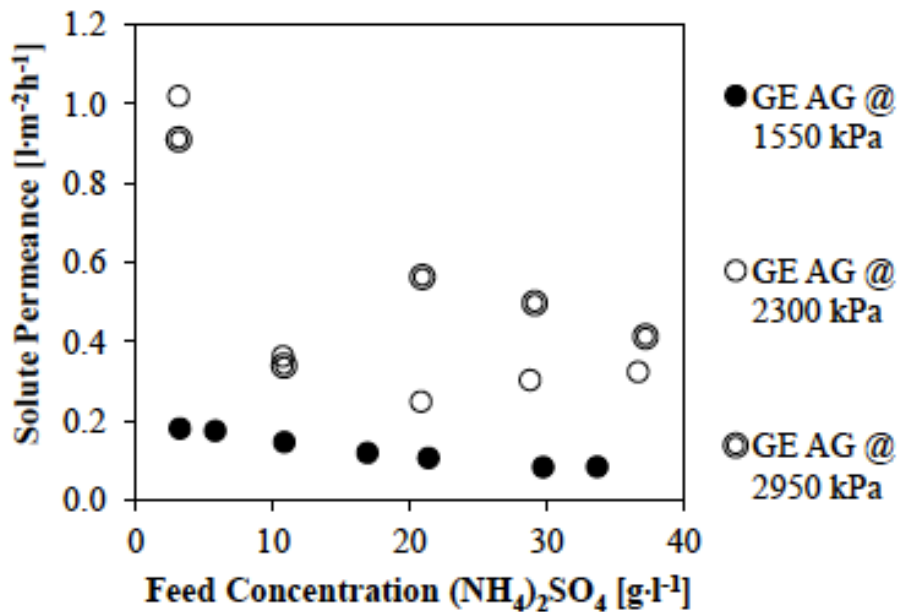 1.2
1.0
0.8
0.6
0.4
0.2
0.0
0 10 20 30 40
Solute Permeance [l·m⁻²h⁻¹]
Feed Concentration (NH₄)₂SO₄ [g·l⁻¹]
GE AG @
1550 kPa
GE AG @
2300 kPa
GE AG @
2950 kPa